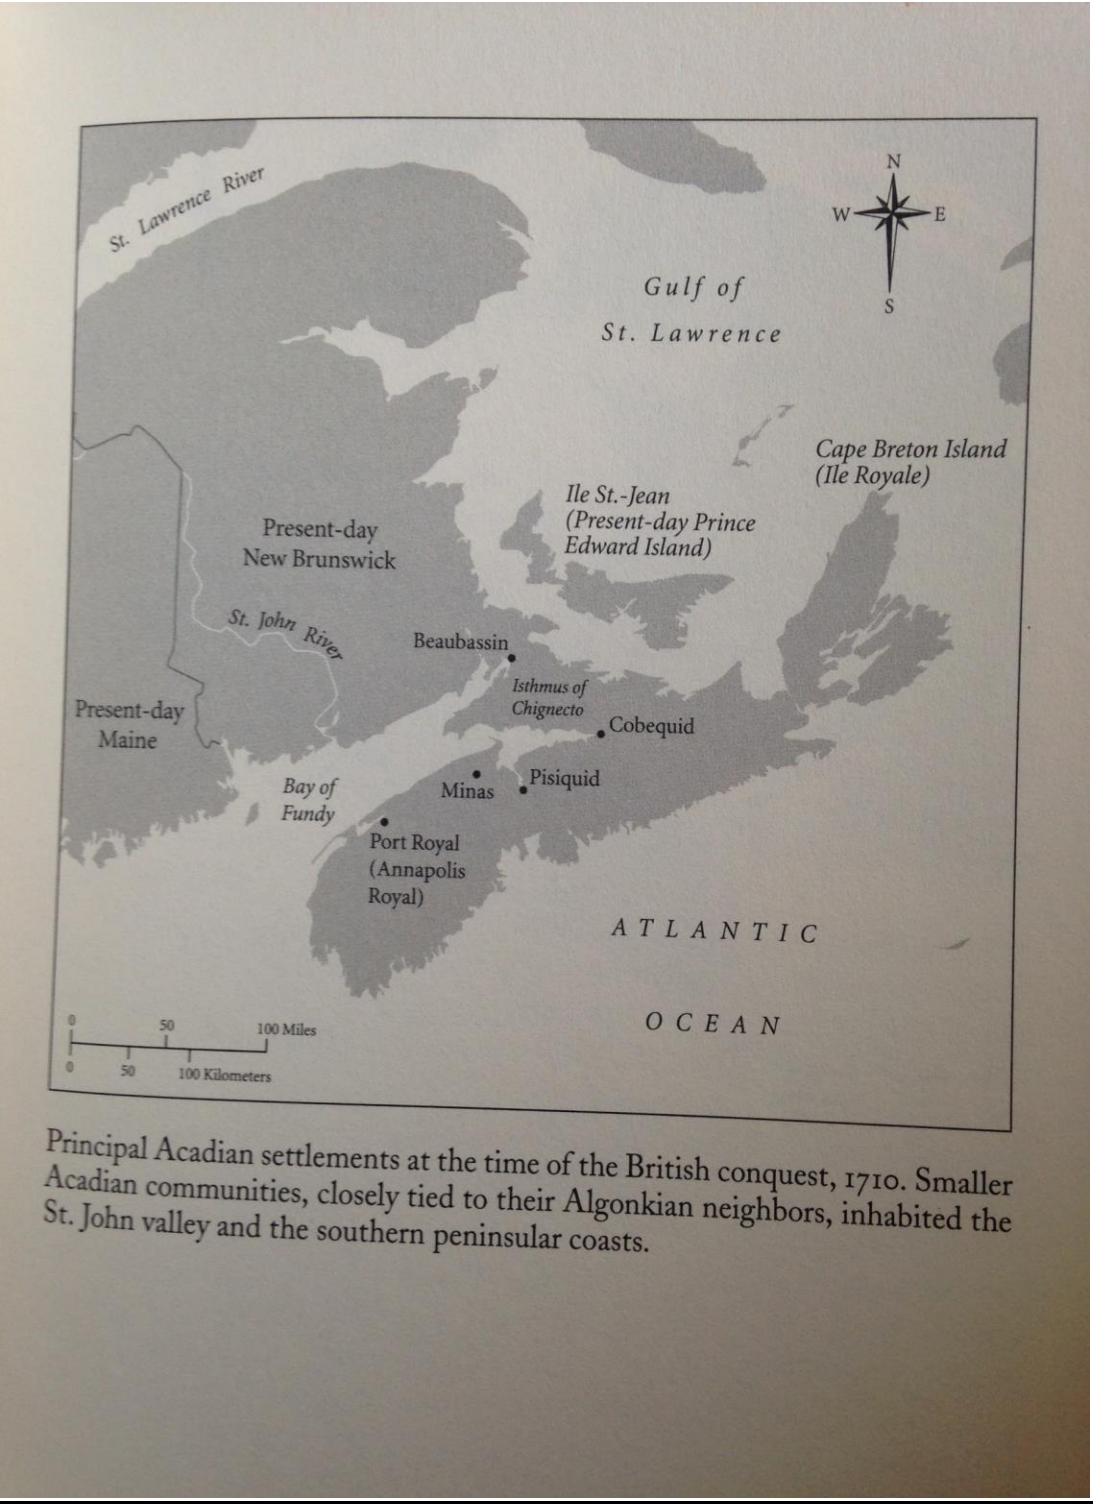 St. Lawrence River
N
W E
S
Gulf of
St. Lawrence
Cape Breton Island
(Ile Royale)
Ile St.-Jean
(Present-day Prince
Edward Island)
Present-day
New Brunswick
St. John River
Beaubassin
Isthmus of
Chignecto
Present-day
Maine
Cobequid
Pisiquid
Minas
Bay of
Fundy
Port Royal
(Annapolis
Royal)
ATLANTIC
OCEAN
0 50 100 Miles
0 50 100 Kilometers
Principal Acadian settlements at the time of the British conquest, 1710. Smaller
Acadian communities, closely tied to their Algonkian neighbors, inhabited the
St. John valley and the southern peninsular coasts.